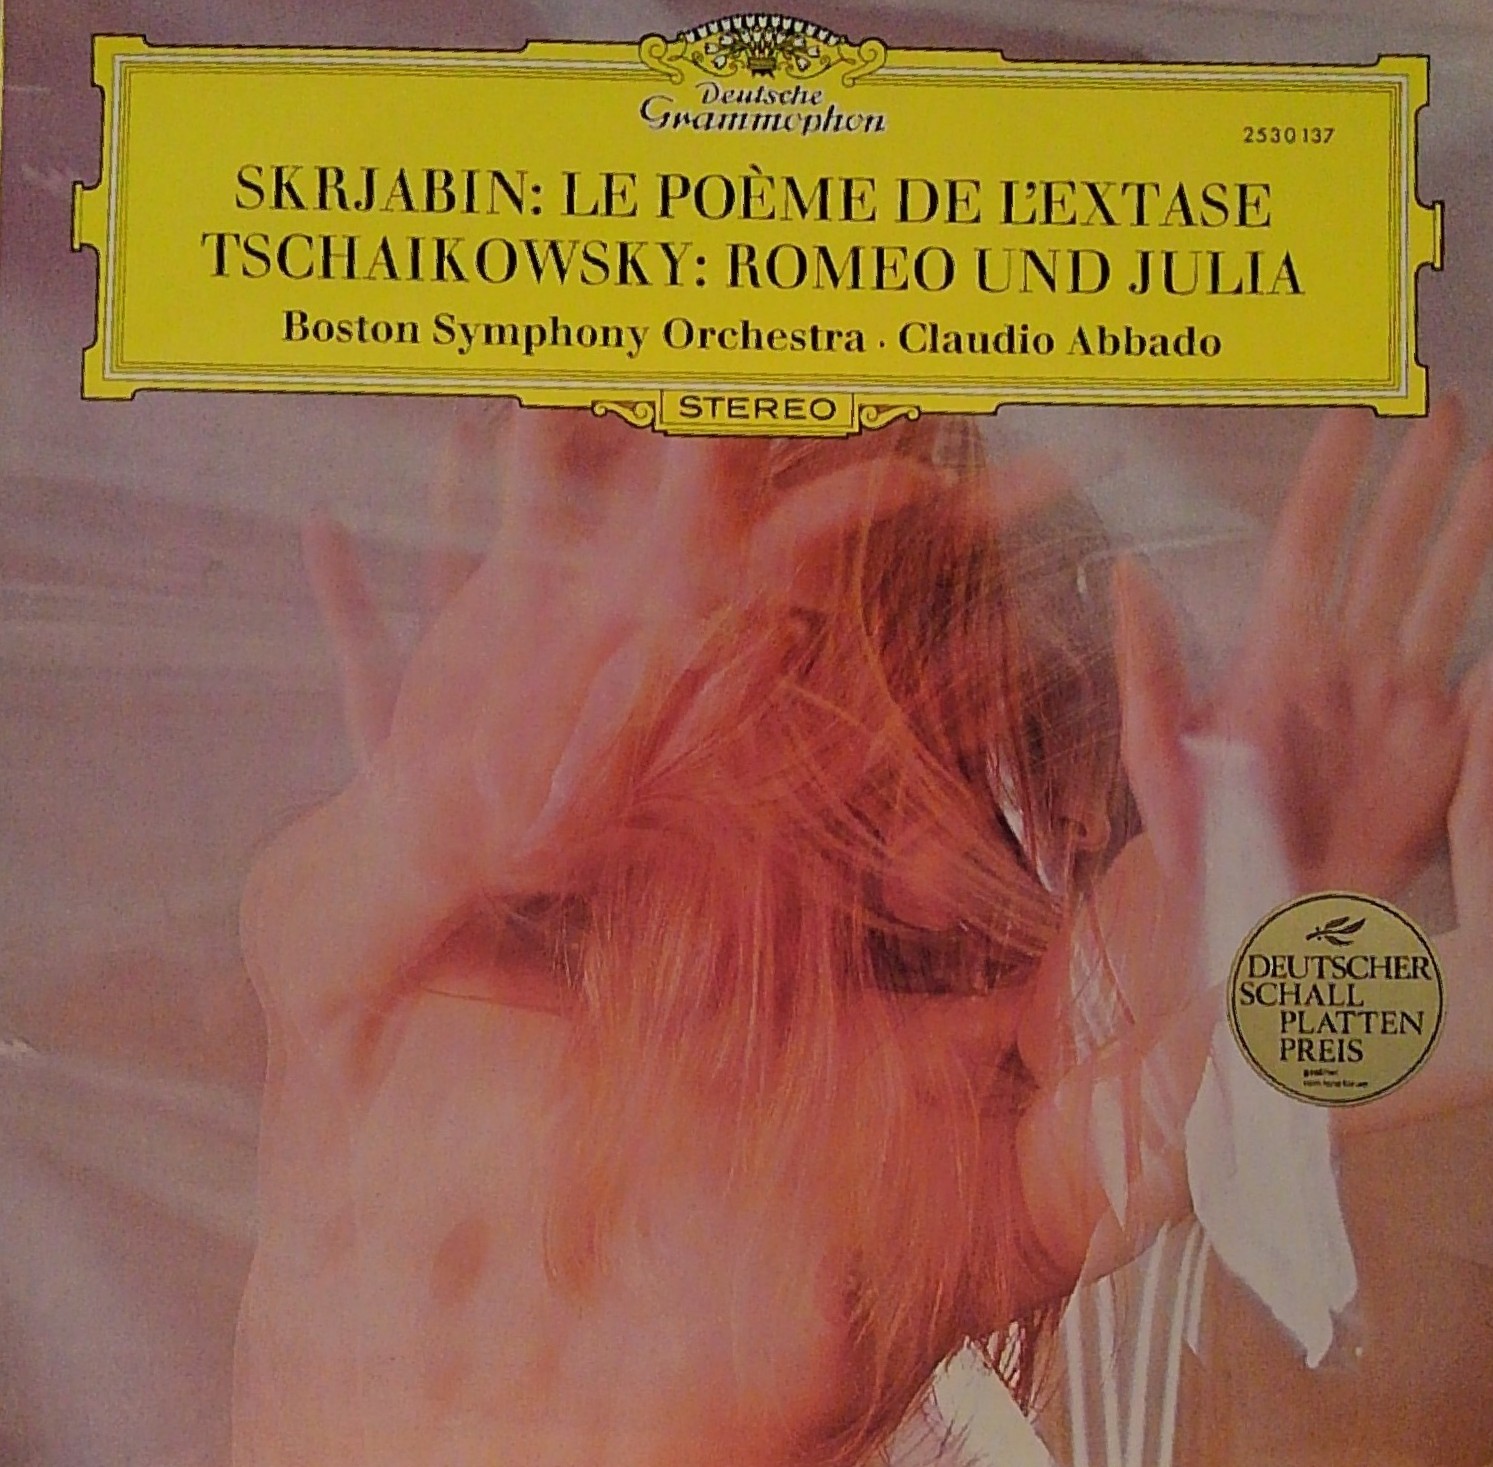 Deutsche
Grammophon
2530 137
SKRJABIN: LE POÈME DE L'EXTASE
TSCHAIKOWSKY: ROMEO UND JULIA
Boston Symphony Orchestra · Claudio Abbado
STEREO
DEUTSCHER
SCHALL
PLATTEN
PREIS